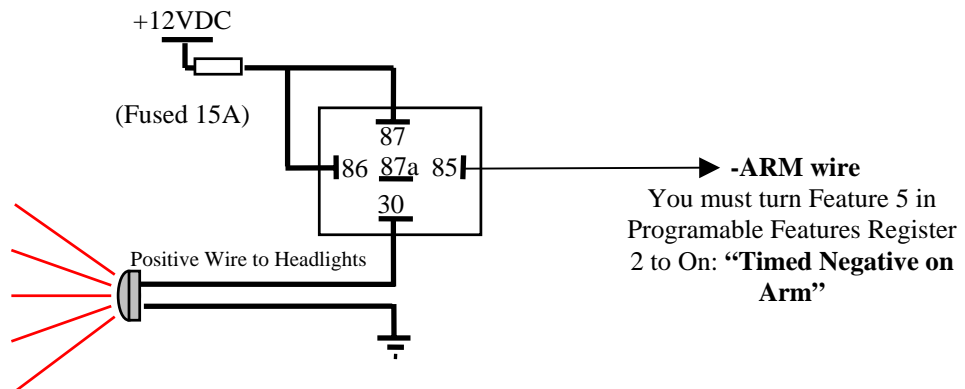 +12VDC
(Fused 15A)
87
86 87a 85
30
-ARM wire
You must turn Feature 5 in
Programable Features Register
2 to On: “Timed Negative on
Arm”
Positive Wire to Headlights